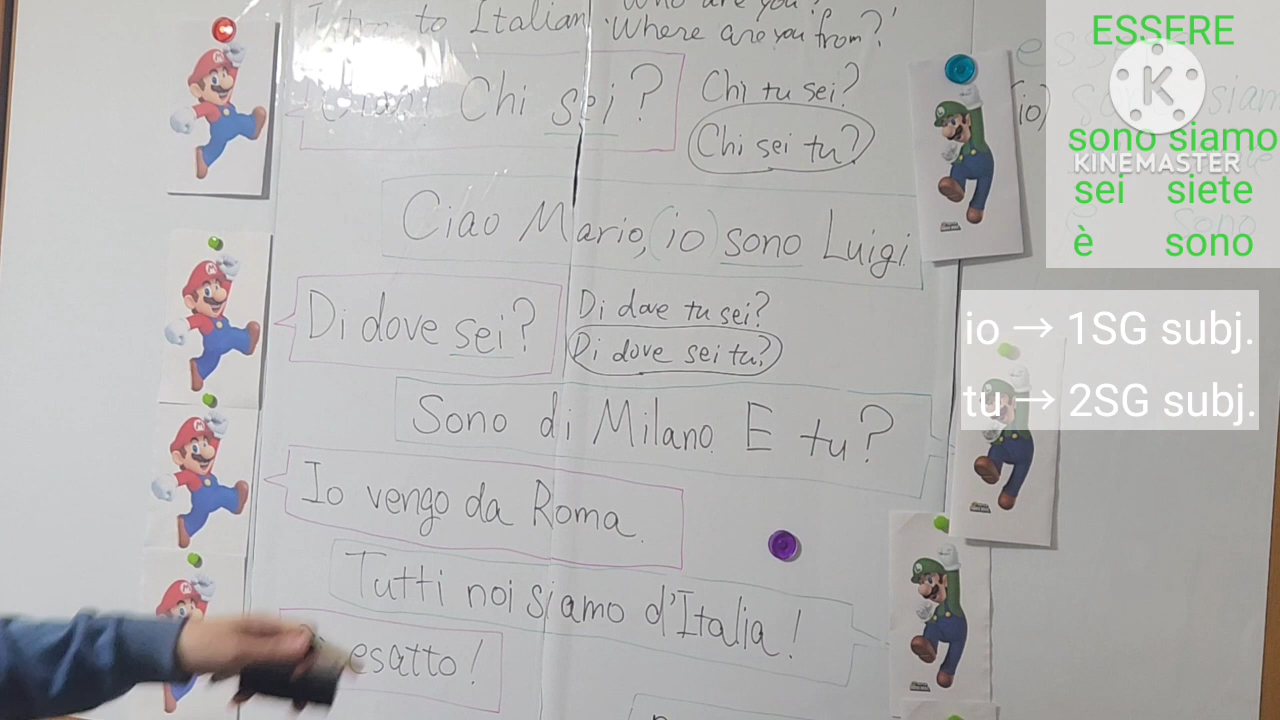 Intro to Italian 'Who are you?'
'Where are you from?'
Chi sei?
Chi tu sei?
Chi sei tu?
Ciao Mario, (io) sono Luigi
Di dove sei?
Di dove tu sei?
Di dove sei tu?
Sono di Milano. E tu?
Io vengo da Roma.
Tutti noi siamo d'Italia!
esatto!
ESSERE
sono siamo
sei siete
è sono
io → 1SG subj.
tu → 2SG subj.
(io)
sono
K
KINEMASTER